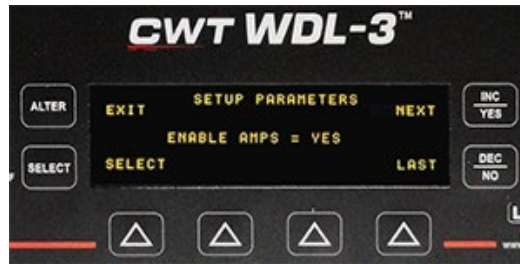 CWT WDL-3™
ALTER
EXIT
SETUP PARAMETERS
NEXT
INC
YES
ENABLE AMPS = YES
SELECT
SELECT
LAST
DEC
NO